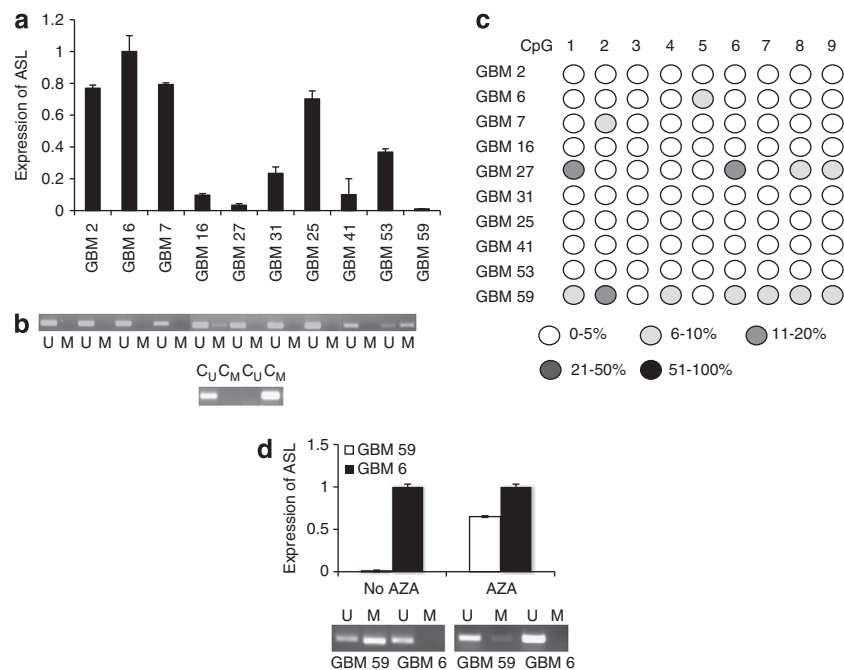 a
Expression of ASL
1.2
1
0.8
0.6
0.4
0.2
0
GBM 2
GBM 6
GBM 7
GBM 16
GBM 27
GBM 31
GBM 25
GBM 41
GBM 53
GBM 59
b
U M U M U M U M U M U M U M U M U M U M
CU CM CU CM
c
CpG 1 2 3 4 5 6 7 8 9
GBM 2
GBM 6
GBM 7
GBM 16
GBM 27
GBM 31
GBM 25
GBM 41
GBM 53
GBM 59
0-5% 6-10% 11-20%
21-50% 51-100%
d
Expression of ASL
1.5
1
0.5
0
GBM 59
GBM 6
No AZA AZA
U M U M U M U M
GBM 59 GBM 6 GBM 59 GBM 6